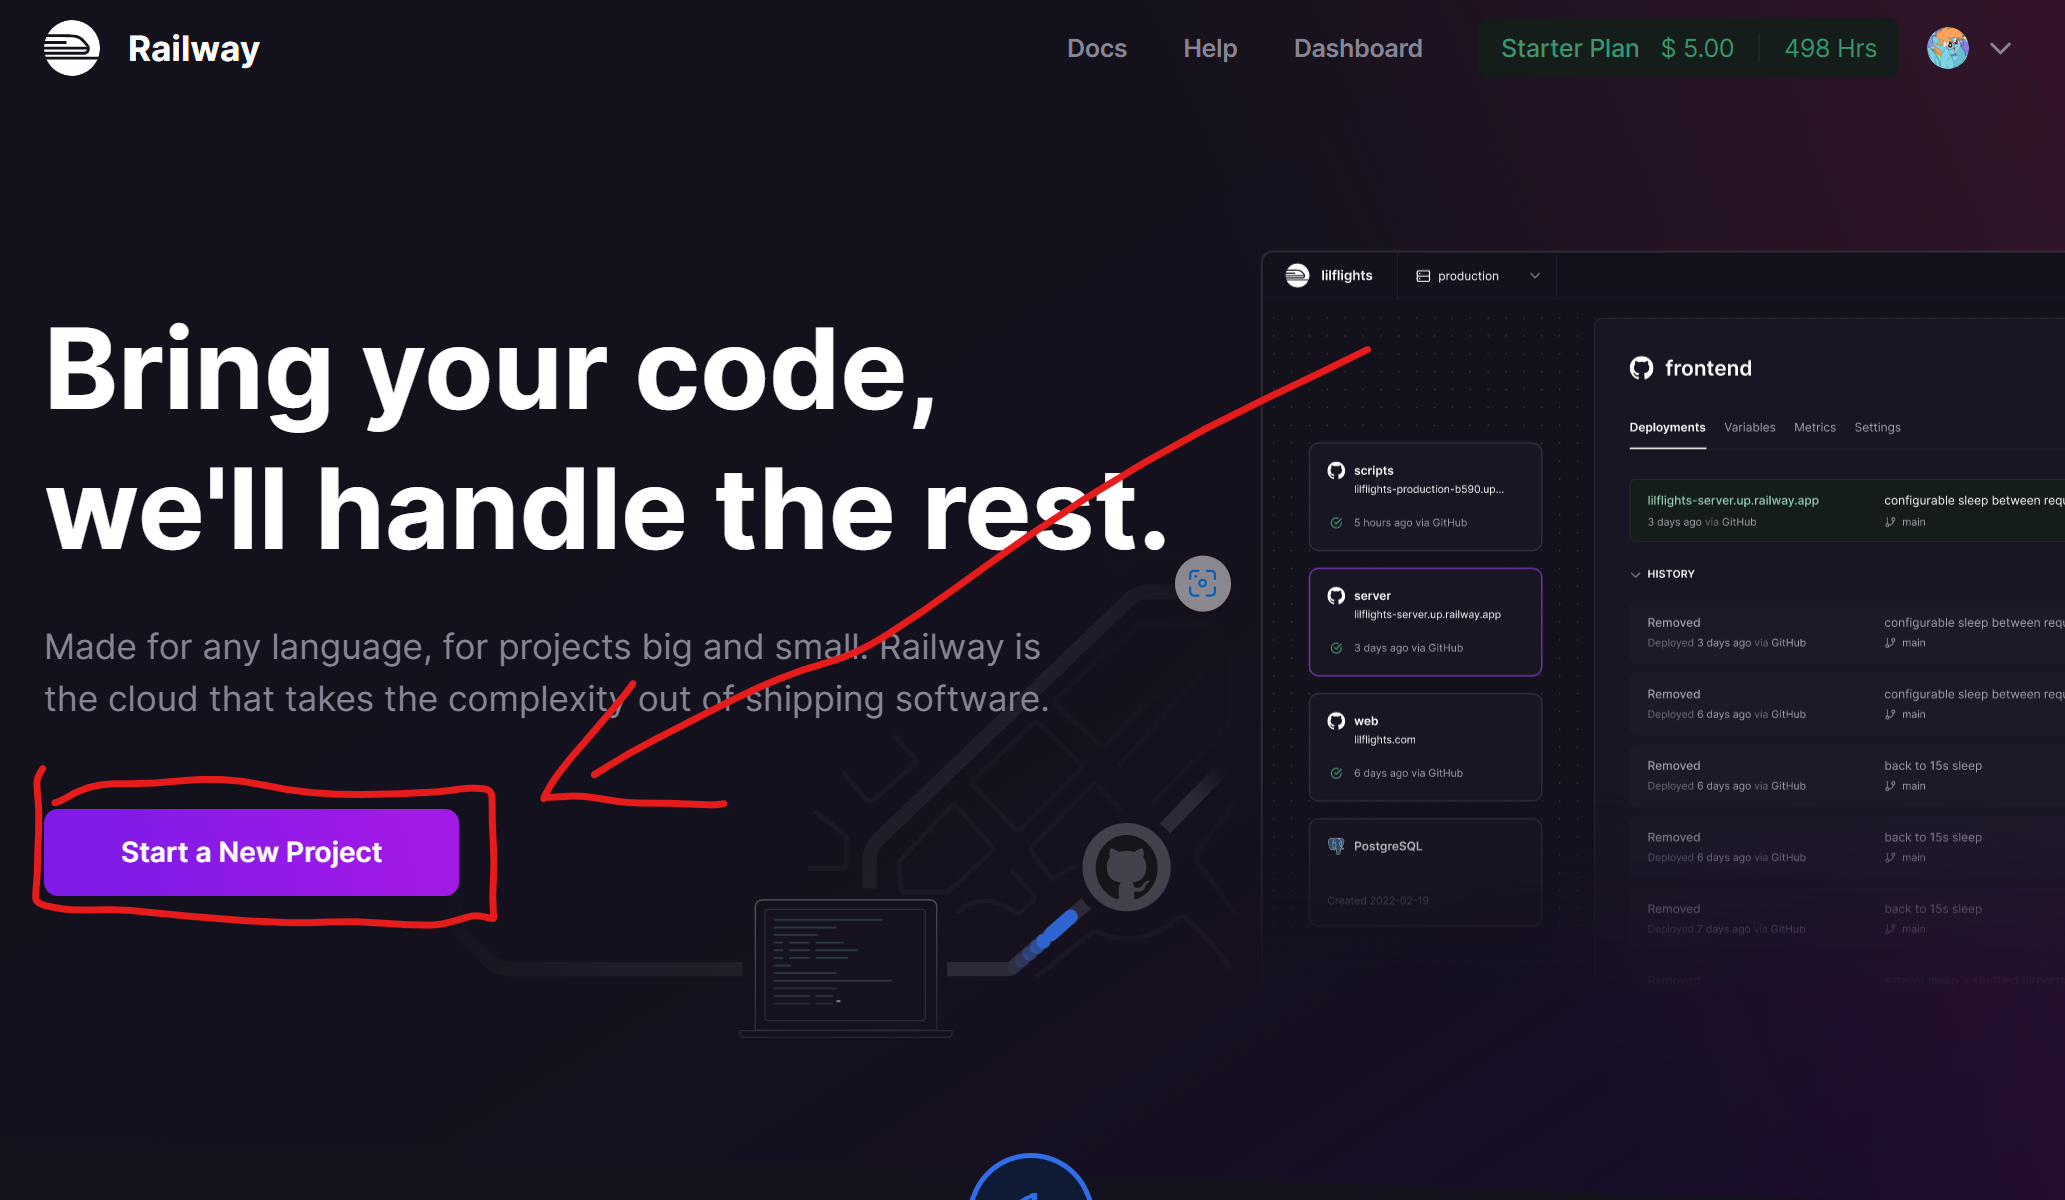 Railway
Docs
Help
Dashboard
Starter Plan $ 5.00 498 Hrs
Bring your code,
we'll handle the rest.
Made for any language, for projects big and small. Railway is
the cloud that takes the complexity out of shipping software.
Start a New Project
lilflights
production
scripts
lilflights-production-b590.up...
5 hours ago via GitHub
server
lilflights-server.up.railway.app
3 days ago via GitHub
web
lilflights.com
6 days ago via GitHub
PostgreSQL
Created 2022-02-19
frontend
Deployments Variables Metrics Settings
lilflights-server.up.railway.app configurable sleep between requ
3 days ago via GitHub main
HISTORY
Removed configurable sleep between requ
Deployed 3 days ago via GitHub main
Removed configurable sleep between requ
Deployed 6 days ago via GitHub main
Removed back to 15s sleep
Deployed 6 days ago via GitHub main
Removed back to 15s sleep
Deployed 6 days ago via GitHub main
Removed back to 15s sleep
Deployed 7 days ago via GitHub main
Removed smaller sleep + shuffled airport